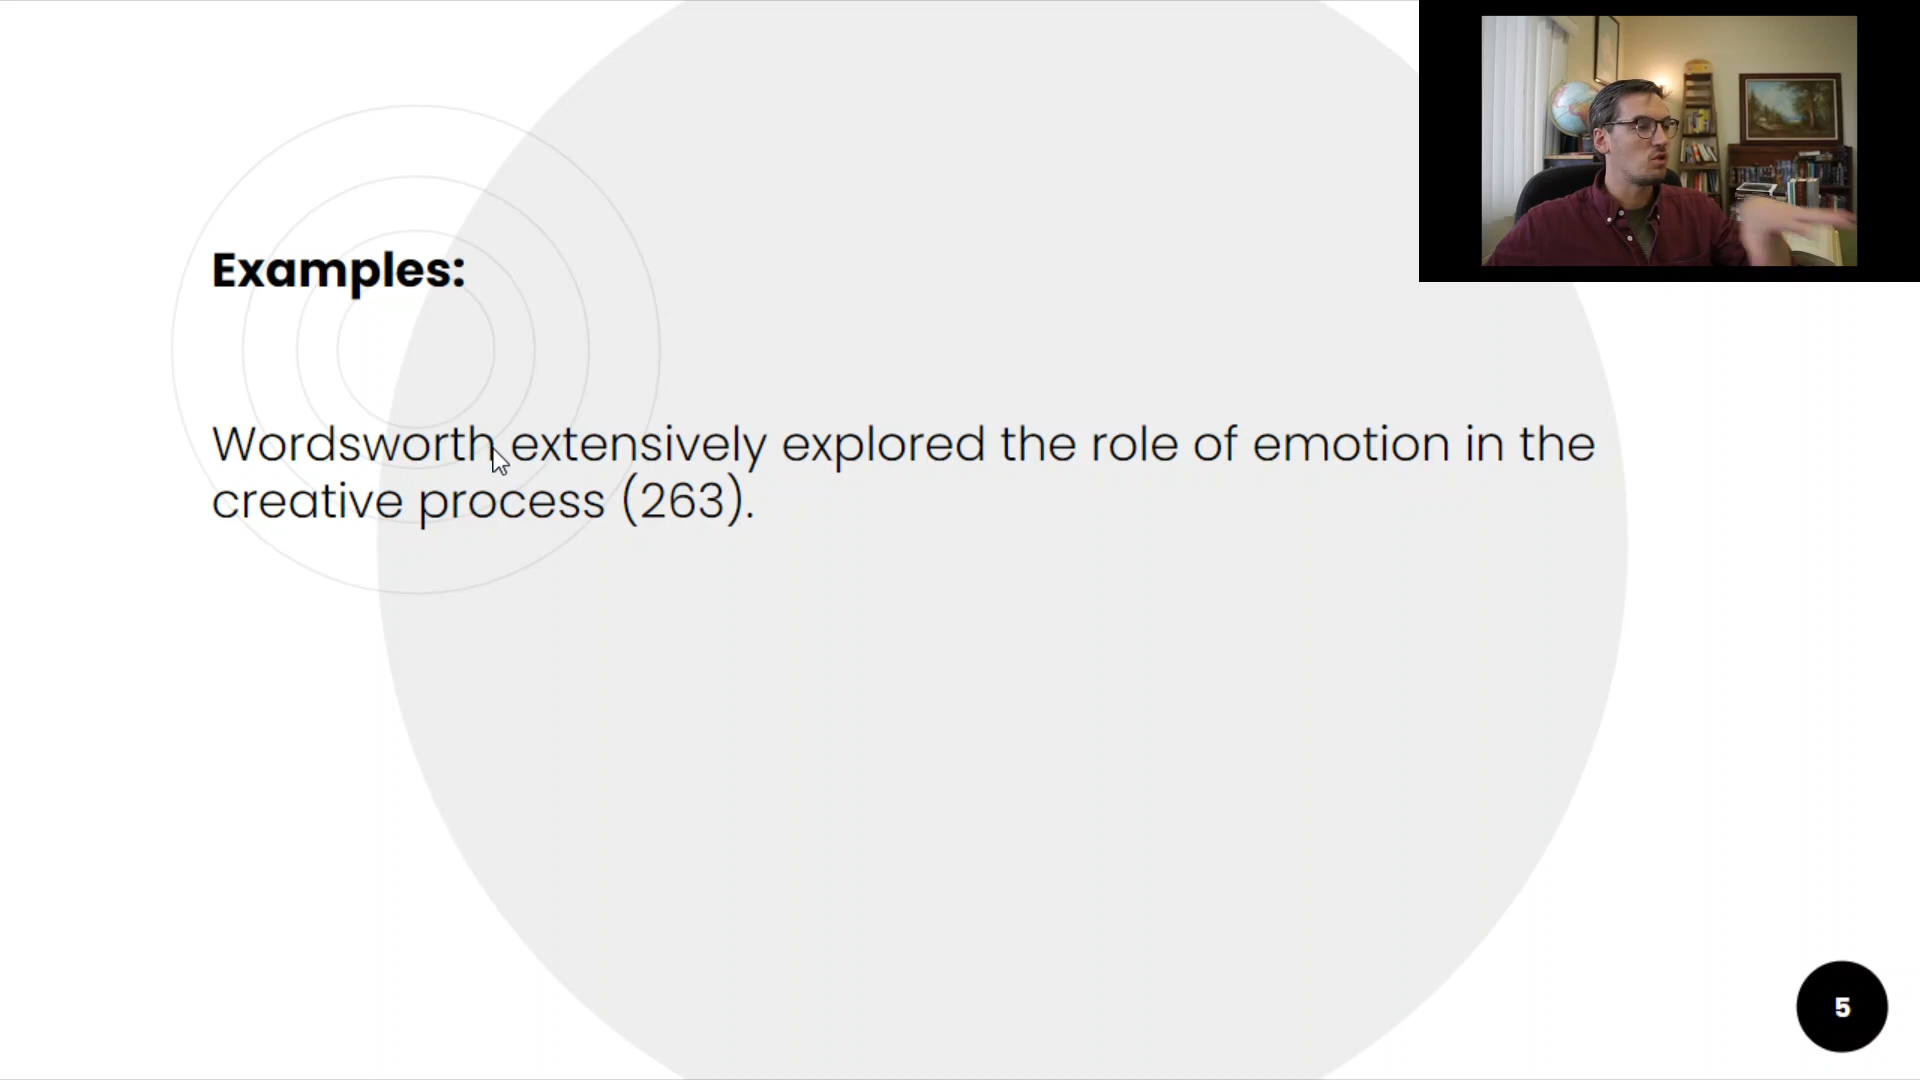 Examples:
Wordsworth extensively explored the role of emotion in the
creative process (263).
5